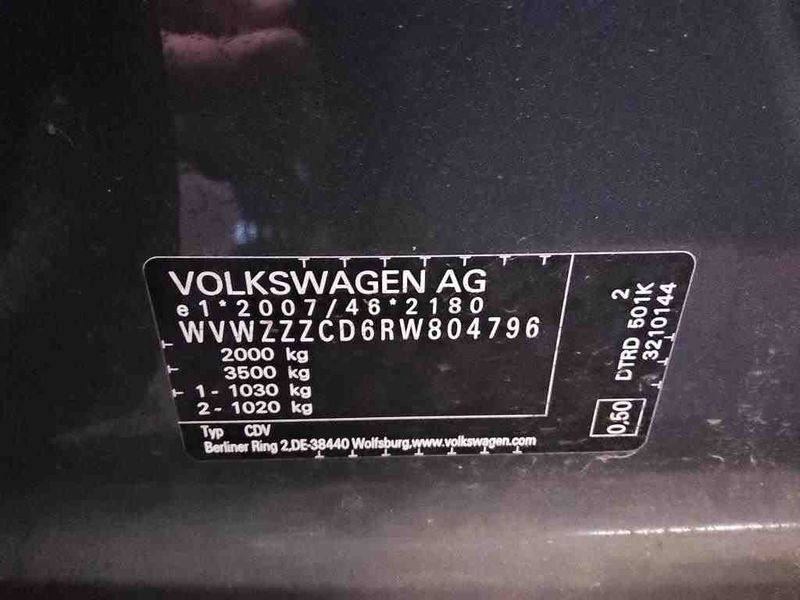 VOLKSWAGEN AG
e1*2007/46*2180
WVWZZZCD6RW804796
2000 kg
3500 kg
1- 1030 kg
2- 1020 kg
Typ CDV
Berliner Ring 2,DE-38440 Wolfsburg,www.volkswagen.com
2
DTRD 501K
3210144
0,50